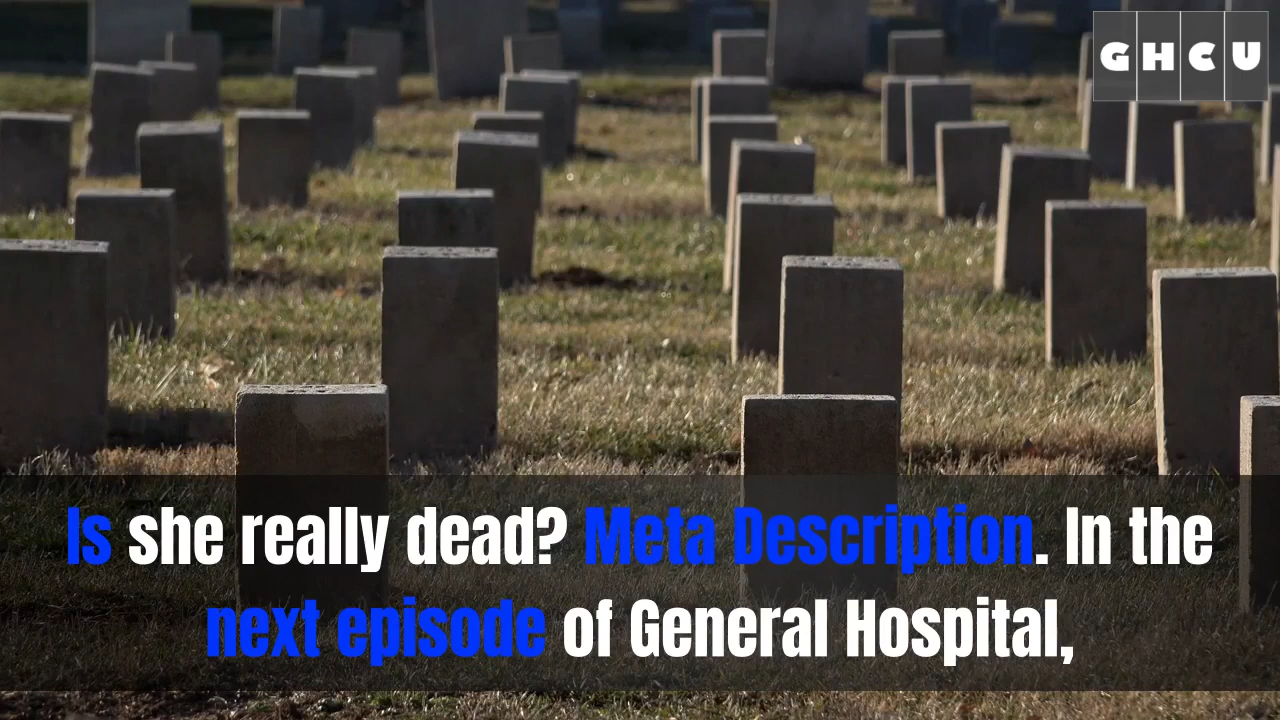 GHCU
Is she really dead? Meta Description. In the
next episode of General Hospital,